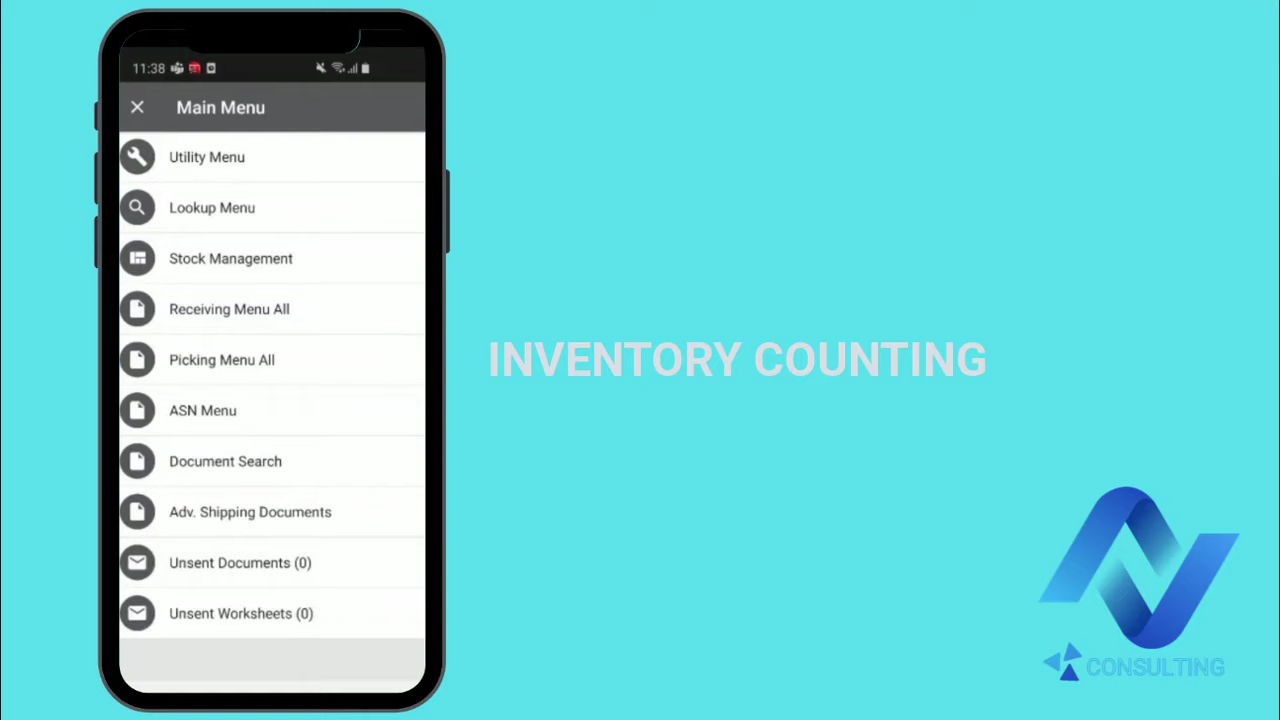 11:38
Main Menu
Utility Menu
Lookup Menu
Stock Management
Receiving Menu All
Picking Menu All
ASN Menu
Document Search
Adv. Shipping Documents
Unsent Documents (0)
Unsent Worksheets (0)
INVENTORY COUNTING
CONSULTING